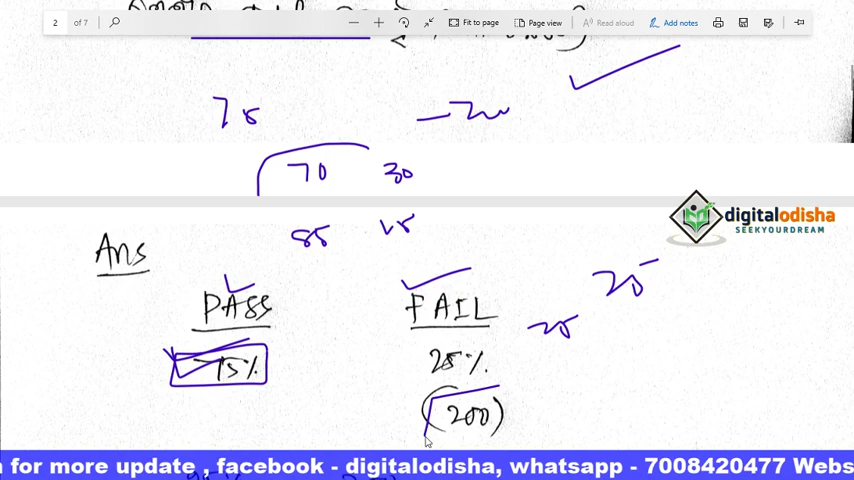 2 of 7 Fit to page Page view Read aloud Add notes
75
70 30
85 15
digitalodisha
SEEKYOURDREAM
Ans
PASS FAIL 25
75% 25% 25
(200)
n for more update , facebook - digitalodisha, whatsapp - 7008420477 Webs